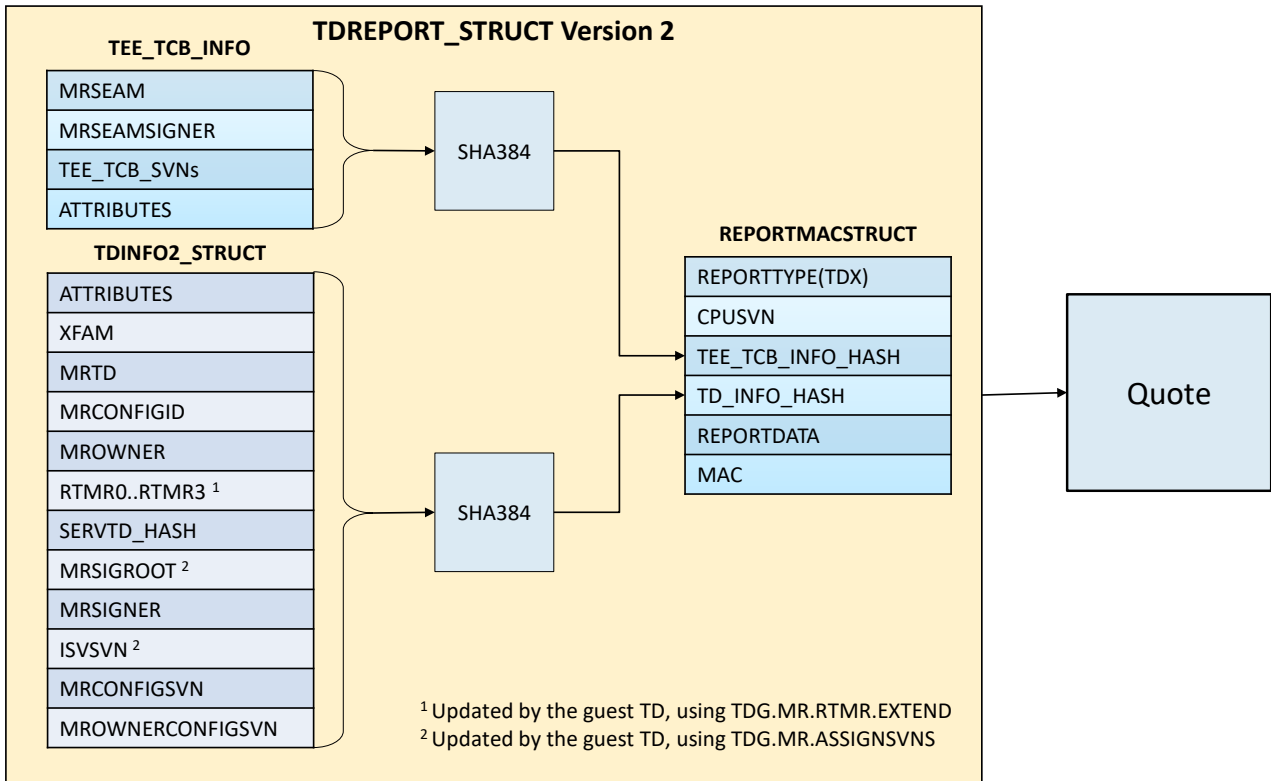 TDREPORT_STRUCT Version 2
TEE_TCB_INFO
MRSEAM
MRSEAMSIGNER
TEE_TCB_SVNs
ATTRIBUTES
SHA384
TDINFO2_STRUCT
ATTRIBUTES
XFAM
MRTD
MRCONFIGID
MROWNER
RTMR0..RTMR3 ¹
SERVTD_HASH
MRSIGROOT ²
MRSIGNER
ISVSVN ²
MRCONFIGSVN
MROWNERCONFIGSVN
SHA384
REPORTMACSTRUCT
REPORTTYPE(TDX)
CPUSVN
TEE_TCB_INFO_HASH
TD_INFO_HASH
REPORTDATA
MAC
Quote
¹ Updated by the guest TD, using TDG.MR.RTMR.EXTEND
² Updated by the guest TD, using TDG.MR.ASSIGNSVNS